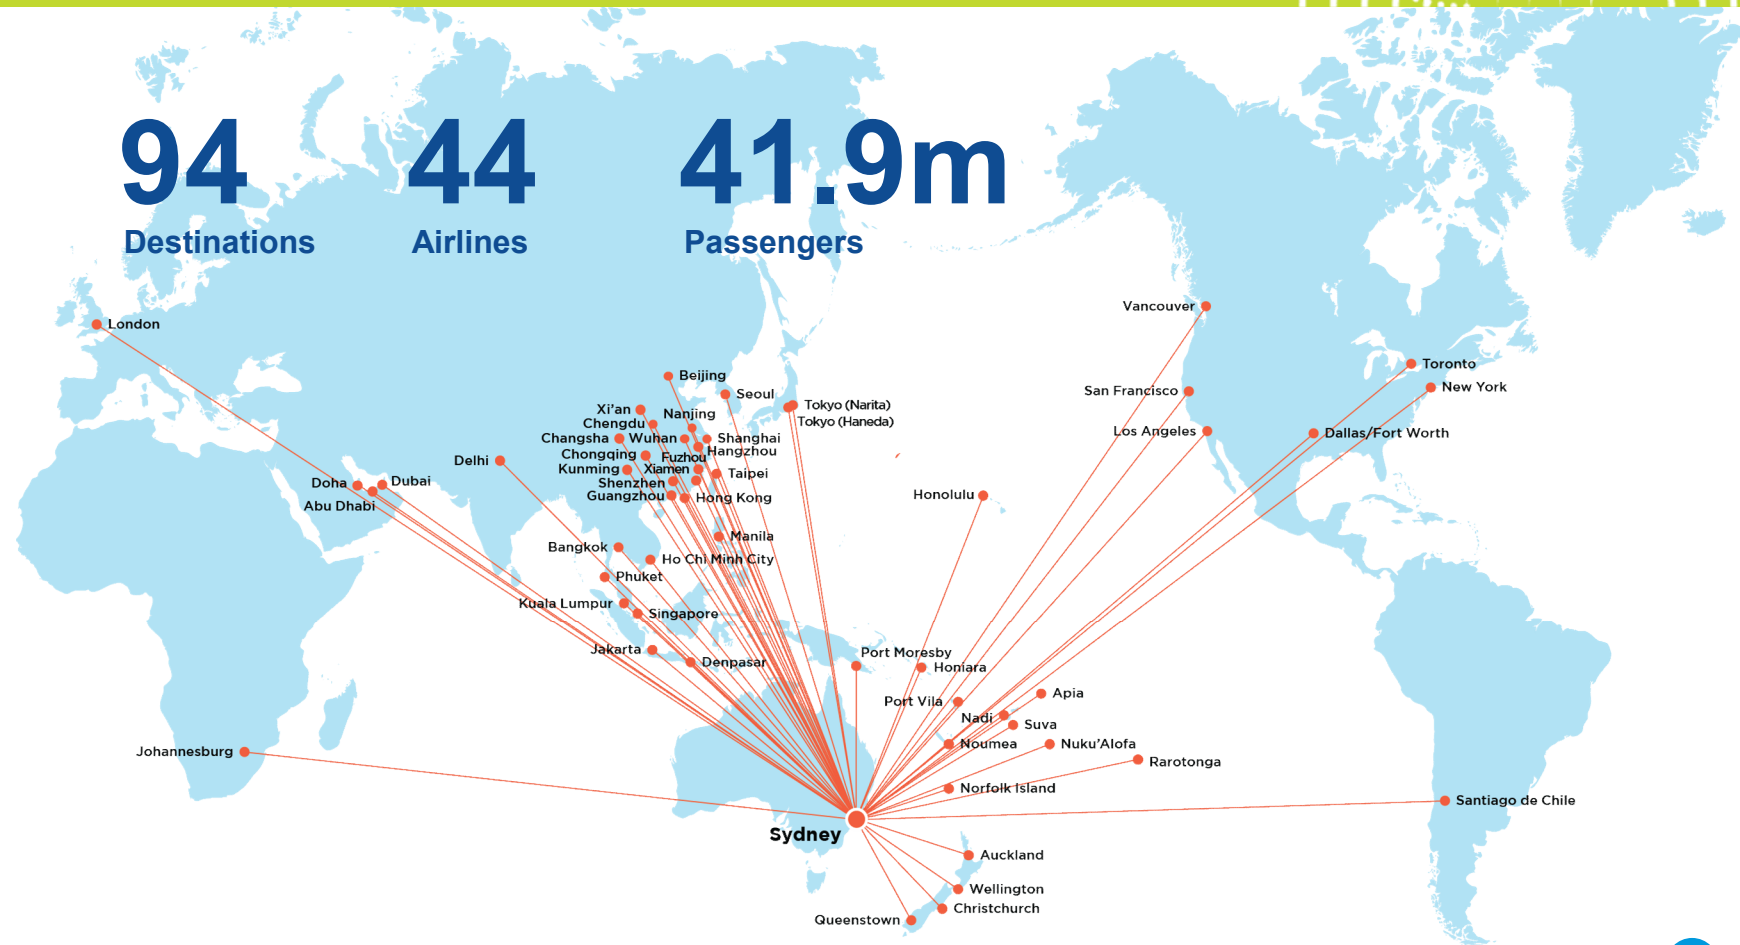 94
44
41.9m
Destinations
Airlines
Passengers
Vancouver
London
Toronto
Beijing
New York
San Francisco
Seoul
Tokyo (Narita)
Xi'an
Nanjing
Tokyo (Haneda)
Chengdu
Los Angeles
Dallas/Fort Worth
Changsha
Wuhan
Shanghai
Hangzhou
Chongqing
Fuzhou
Delhi
Kunming
Xiamen
Taipei
Doha
Dubai
Shenzhen
Guangzhou
Hong Kong
Honolulu
Abu Dhabi
Manila
Bangkok
Ho Chi Minh City
Phuket
Kuala Lumpur
Singapore
Jakarta
Port Moresby
Denpasar
Honiara
Apia
Port Vila
Nadi
Suva
Noumea
Nuku'Alofa
Johannesburg
Rarotonga
Norfolk Island
Santiago de Chile
Sydney
Auckland
Wellington
Christchurch
Queenstown